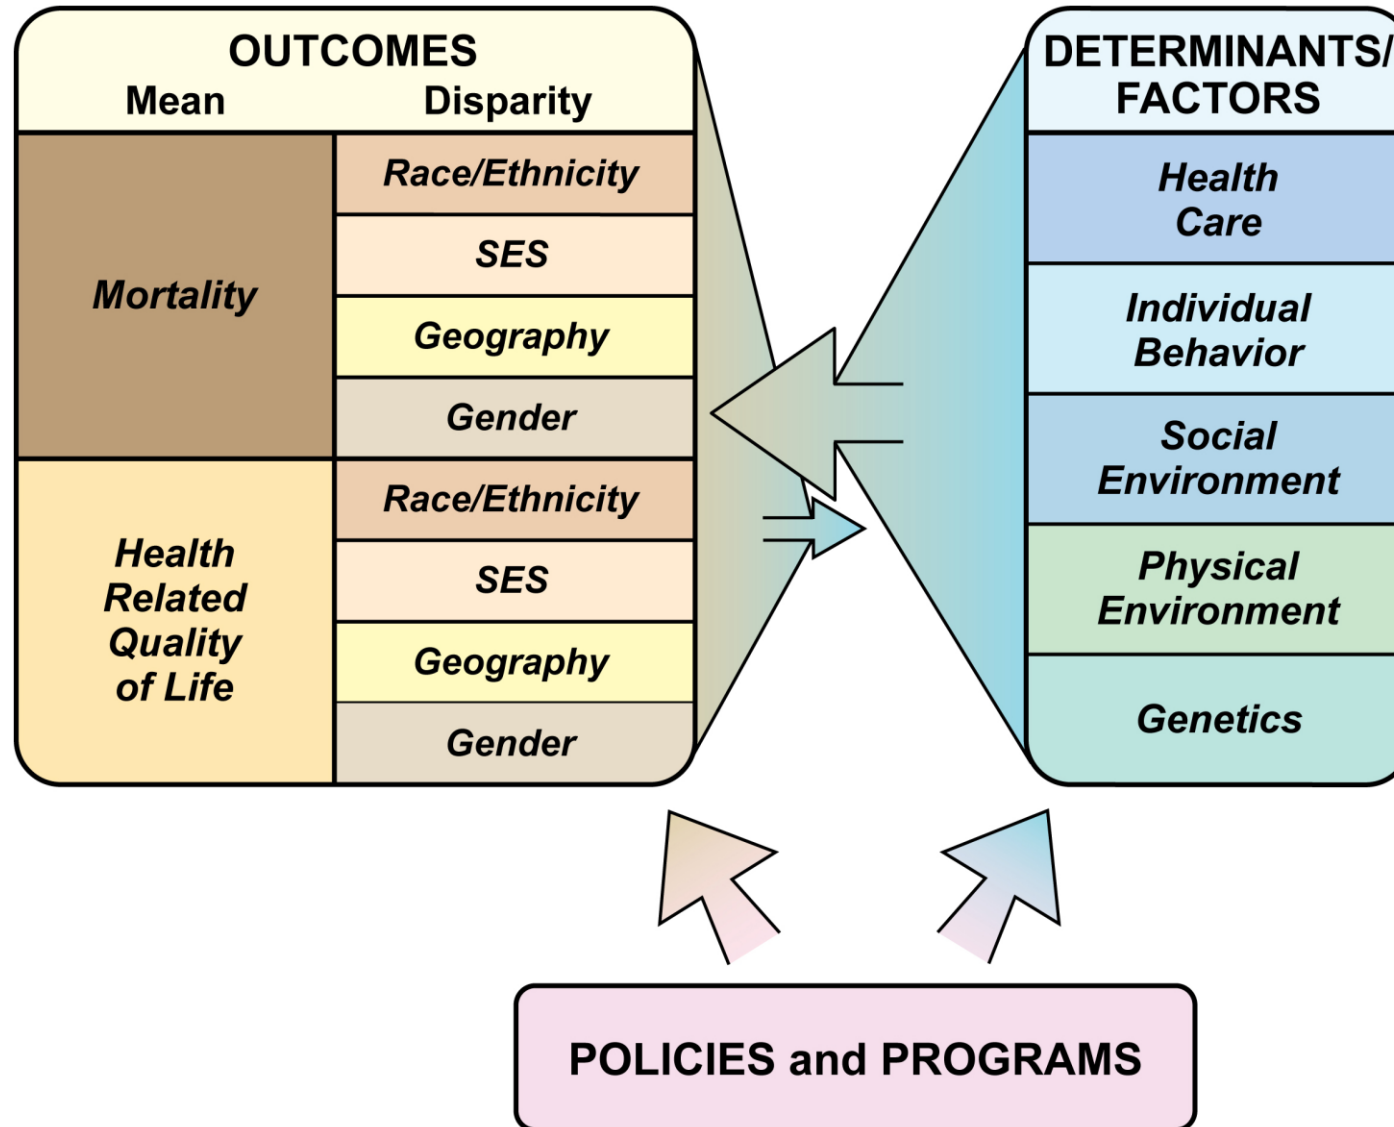 OUTCOMES
Mean
Disparity
Mortality
Race/Ethnicity
SES
Geography
Gender
Health
Related
Quality
of Life
Race/Ethnicity
SES
Geography
Gender
DETERMINANTS/
FACTORS
Health
Care
Individual
Behavior
Social
Environment
Physical
Environment
Genetics
POLICIES and PROGRAMS